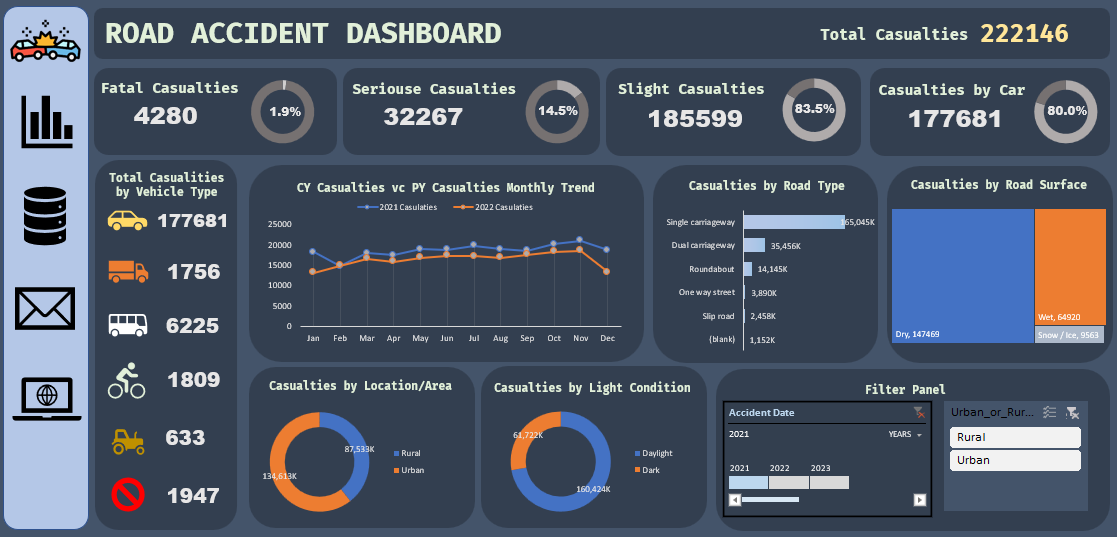 ROAD ACCIDENT DASHBOARD
Total Casualties 222146
Fatal Casualties
4280
1.9%
Seriouse Casualties
32267
14.5%
Slight Casualties
185599
83.5%
Casualties by Car
177681
80.0%
Total Casualities
by Vehicle Type
177681
1756
6225
1809
633
1947
CY Casualties vc PY Casualties Monthly Trend
2021 Casulaties
2022 Casulaties
25000
20000
15000
10000
5000
0
Jan Feb Mar Apr May Jun Jul Aug Sep Oct Nov Dec
Casualties by Road Type
Single carriageway 165,045K
Dual carriageway 35,456K
Roundabout 14,145K
One way street 3,890K
Slip road 2,458K
(blank) 1,152K
Casualties by Road Surface
Dry, 147469
Wet, 64920
Snow / Ice, 9563
Casualties by Location/Area
87,533K
134,613K
Rural
Urban
Casualties by Light Condition
61,722K
160,424K
Daylight
Dark
Filter Panel
Accident Date
2021 YEARS
2021 2022 2023
Urban_or_Rur...
Rural
Urban